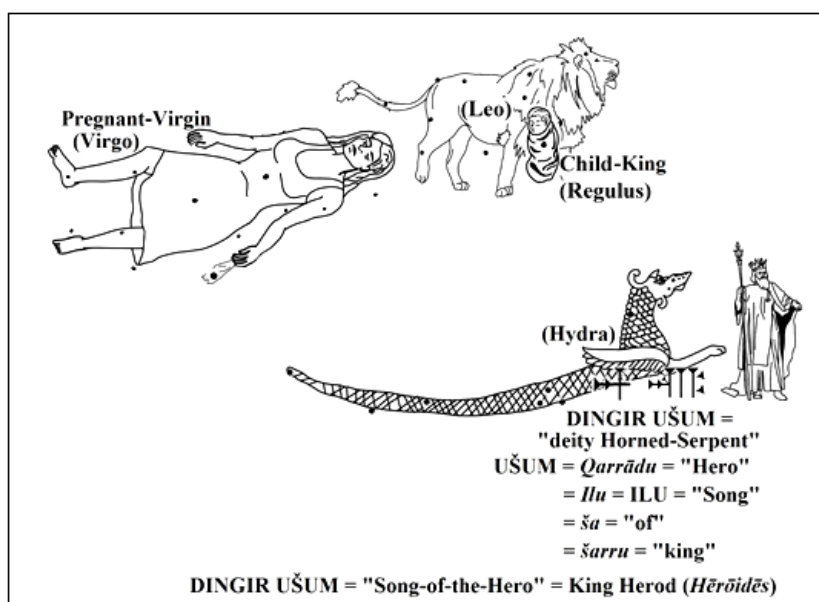 Pregnant-Virgin
(Virgo)
(Leo)
Child-King
(Regulus)
(Hydra)
DINGIR UŠUM =
"deity Horned-Serpent"
UŠUM = Qarrādu = "Hero"
= Ilu = ILU = "Song"
= ša = "of"
= šarru = "king"
DINGIR UŠUM = "Song-of-the-Hero" = King Herod (Hērōidēs)